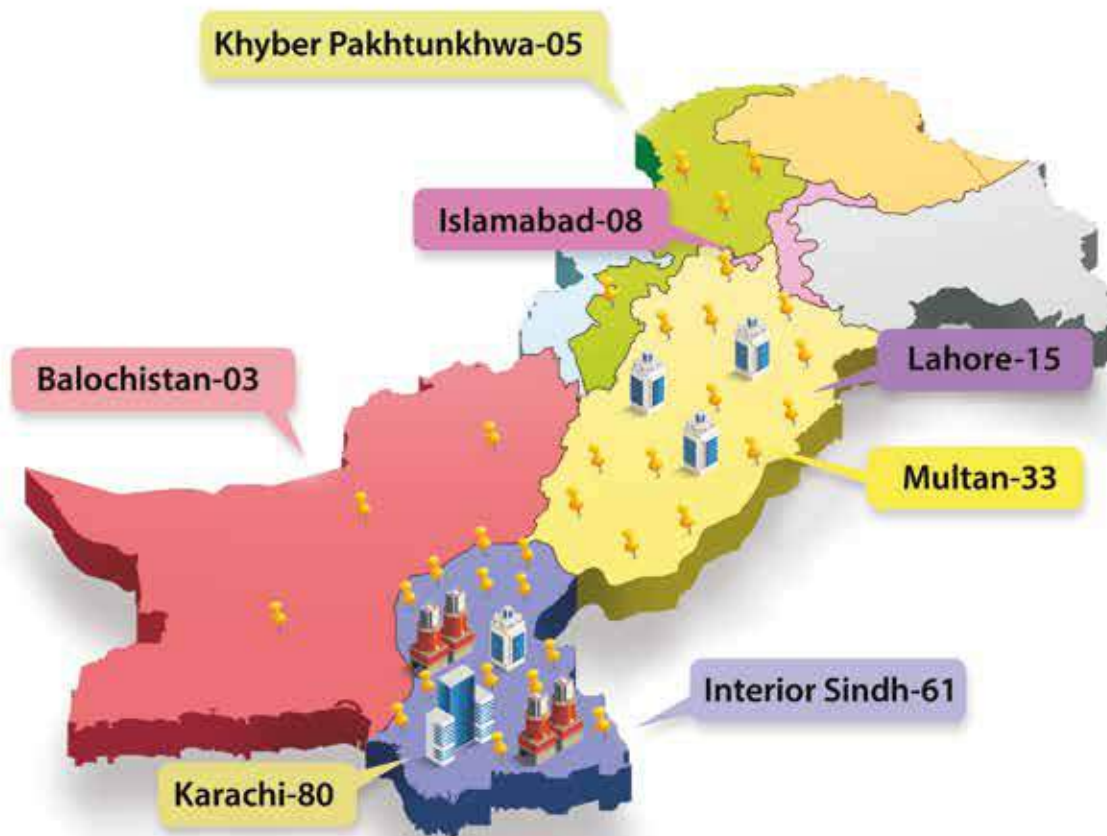 Khyber Pakhtunkhwa-05
Islamabad-08
Lahore-15
Balochistan-03
Multan-33
Interior Sindh-61
Karachi-80